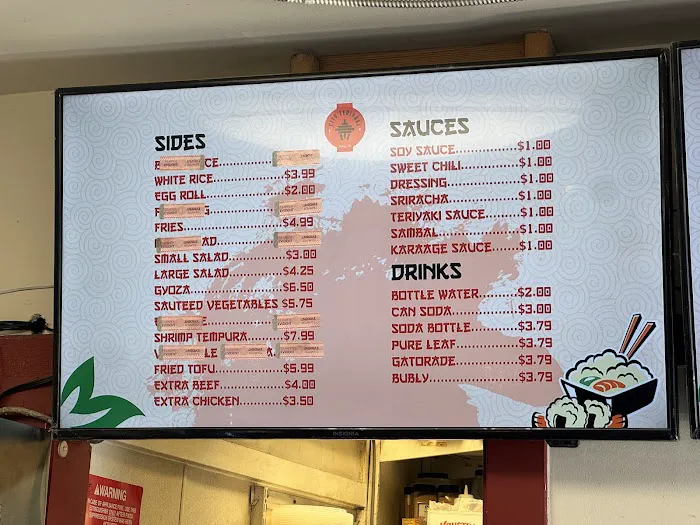 SIDES
WHITE RICE $3.99
EGG ROLL $2.00
FRIES $4.99
SMALL SALAD $3.00
LARGE SALAD $4.25
GYOZA $6.50
SAUTEED VEGETABLES $5.75
SHRIMP TEMPURA $7.99
FRIED TOFU $5.99
EXTRA BEEF $4.00
EXTRA CHICKEN $3.50
SAUCES
SOY SAUCE $1.00
SWEET CHILI $1.00
DRESSING $1.00
SRIRACHA $1.00
TERIYAKI SAUCE $1.00
SAMBAL $1.00
KARAAGE SAUCE $1.00
DRINKS
BOTTLE WATER $2.00
CAN SODA $3.00
SODA BOTTLE $3.79
PURE LEAF $3.79
GATORADE $3.79
BUBLY $3.79
INSIGNIA
WARNING